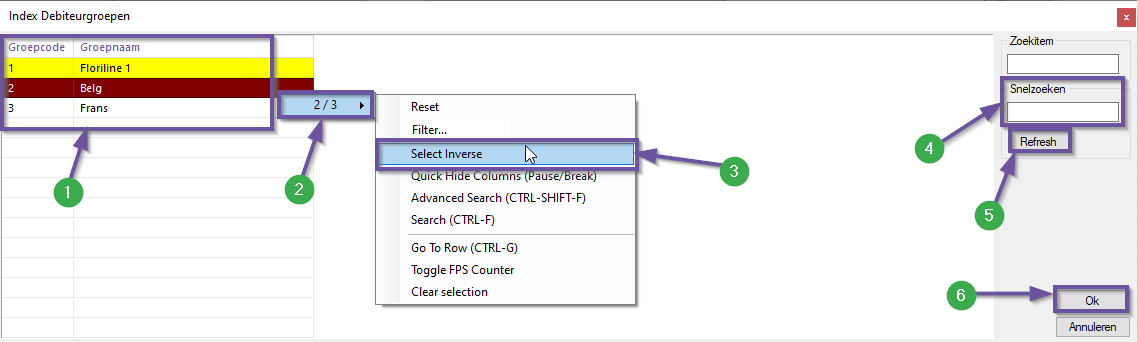 Index Debiteurgroepen
x
Groepcode Groepnaam
1 Floriline 1
2 Belg
3 Frans
2 / 3
Reset
Filter...
Select Inverse
Quick Hide Columns (Pause/Break)
Advanced Search (CTRL-SHIFT-F)
Search (CTRL-F)
Go To Row (CTRL-G)
Toggle FPS Counter
Clear selection
Zoekitem
Snelzoeken
Refresh
Ok
Annuleren
1
2
3
4
5
6